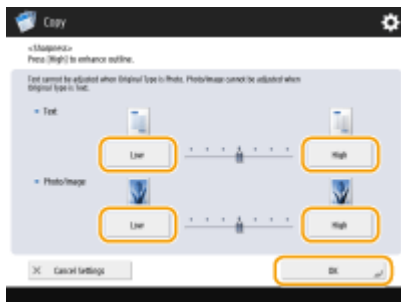 Copy
<Sharpness>
Press [High] to enhance outline.
Text cannot be adjusted when Original Type is Photo. Photo/Image cannot be adjusted when
Original Type is Text.
Text
Low
High
Photo/Image
Low
High
Cancel Settings
OK